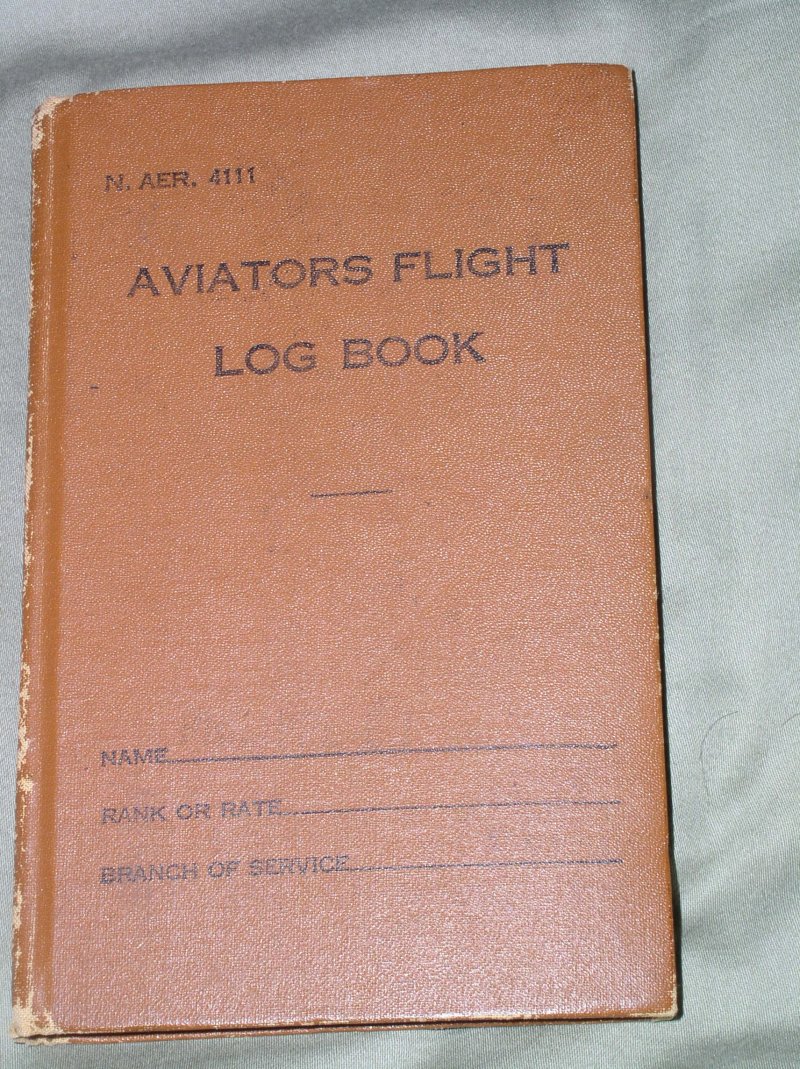 N. AER. 4111
AVIATORS FLIGHT
LOG BOOK
NAME
RANK OR RATE
BRANCH OF SERVICE